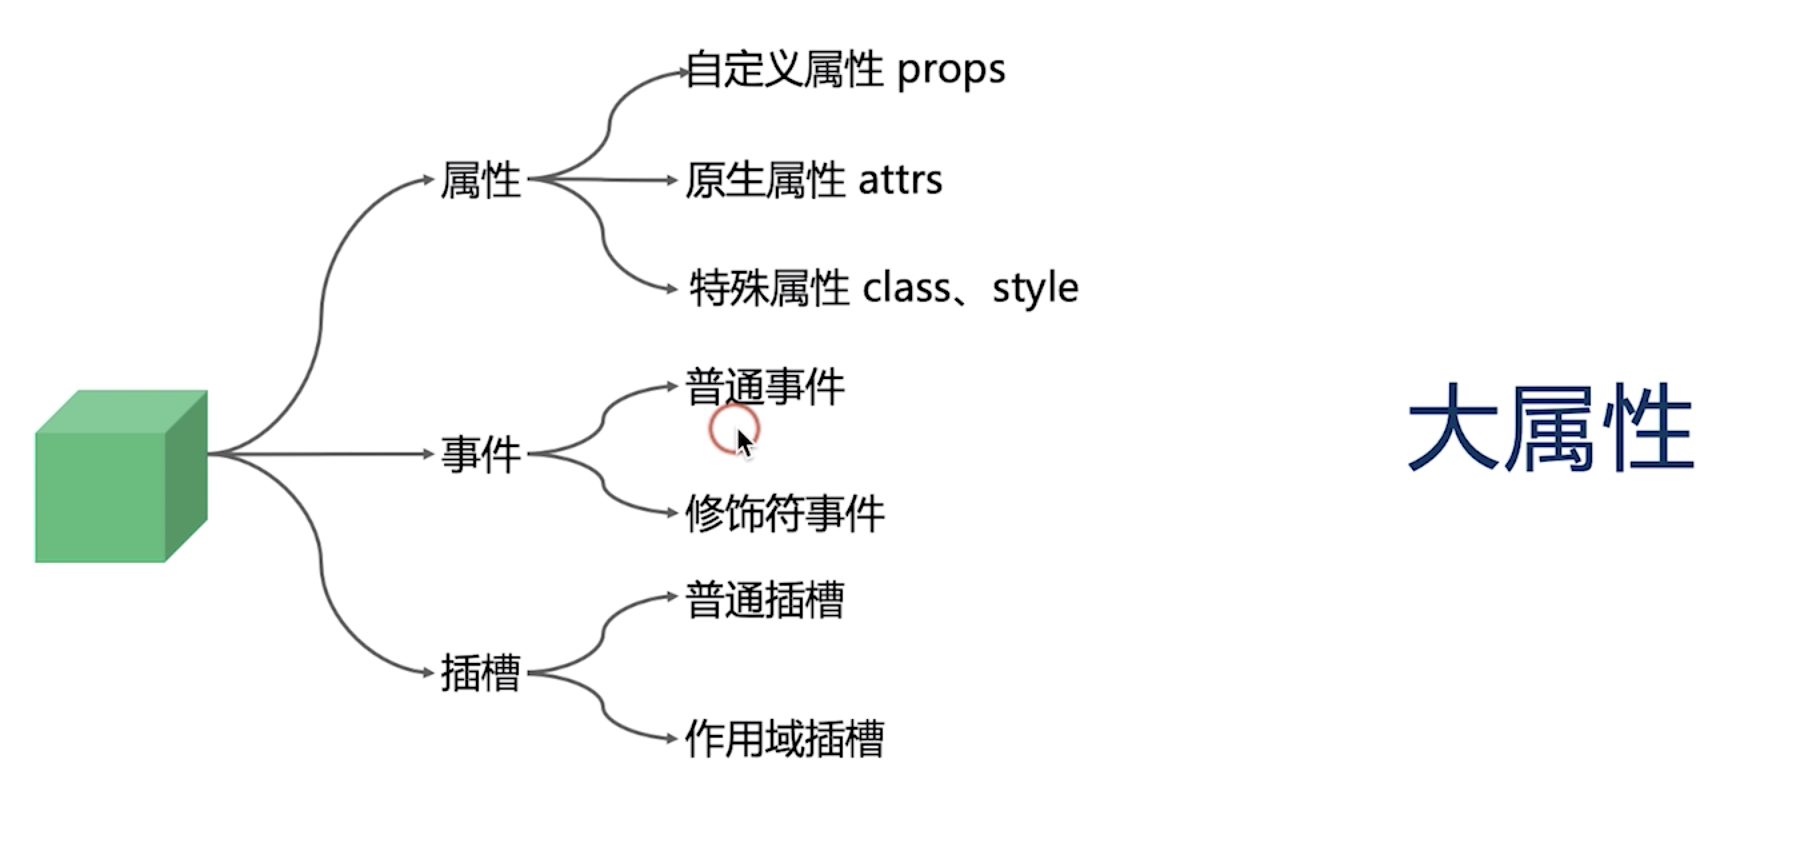 自定义属性 props
属性
原生属性 attrs
特殊属性 class、style
普通事件
事件
修饰符事件
普通插槽
插槽
作用域插槽
大属性